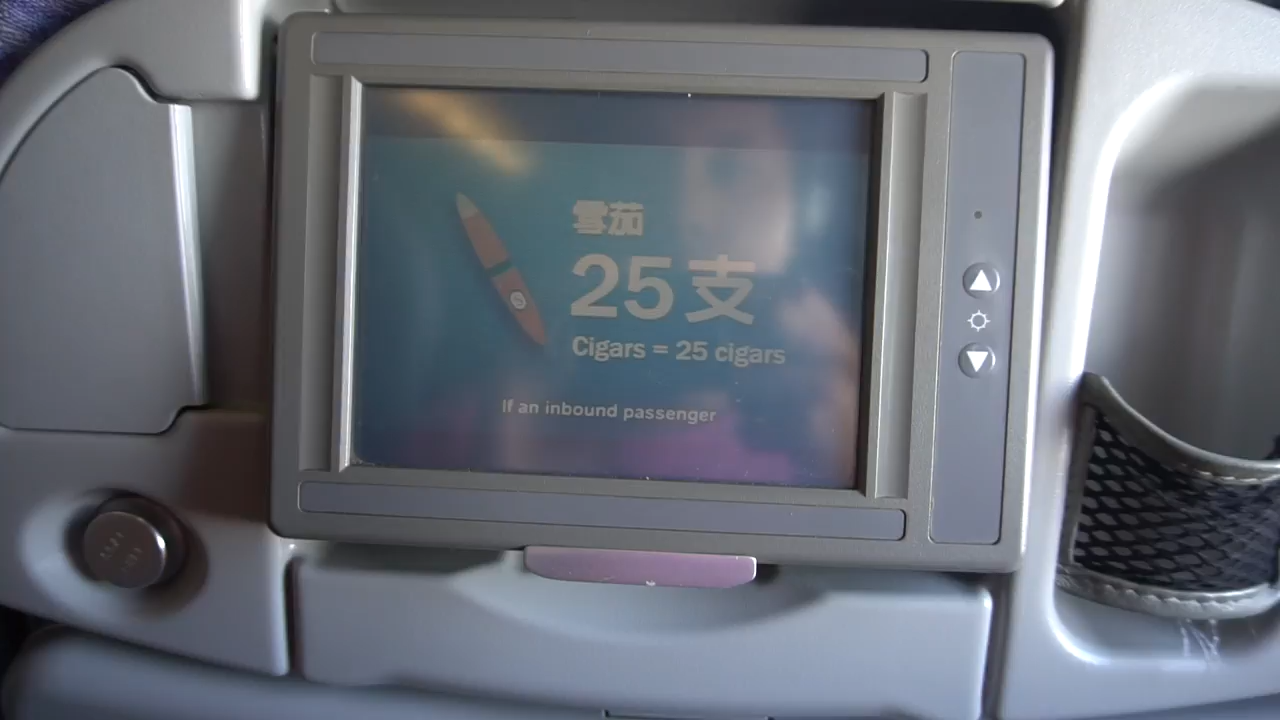 雪茄
25支
Cigars = 25 cigars
If an inbound passenger